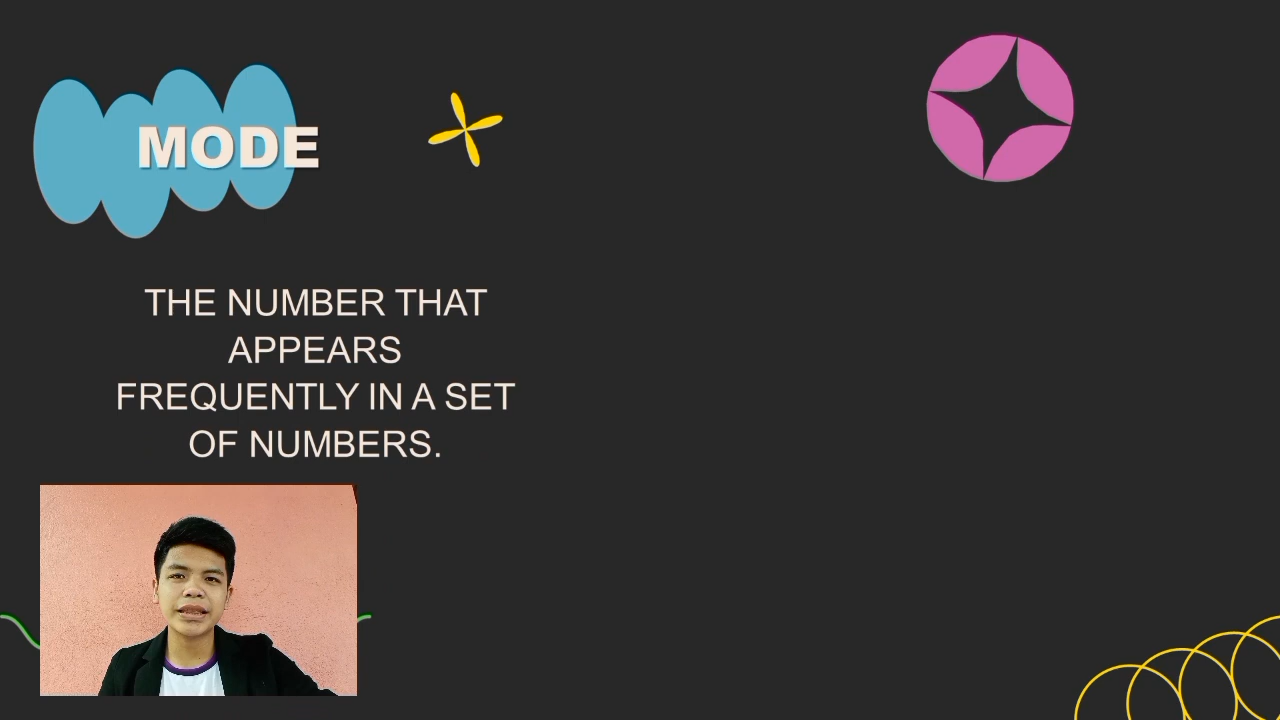 MODE
THE NUMBER THAT
APPEARS
FREQUENTLY IN A SET
OF NUMBERS.